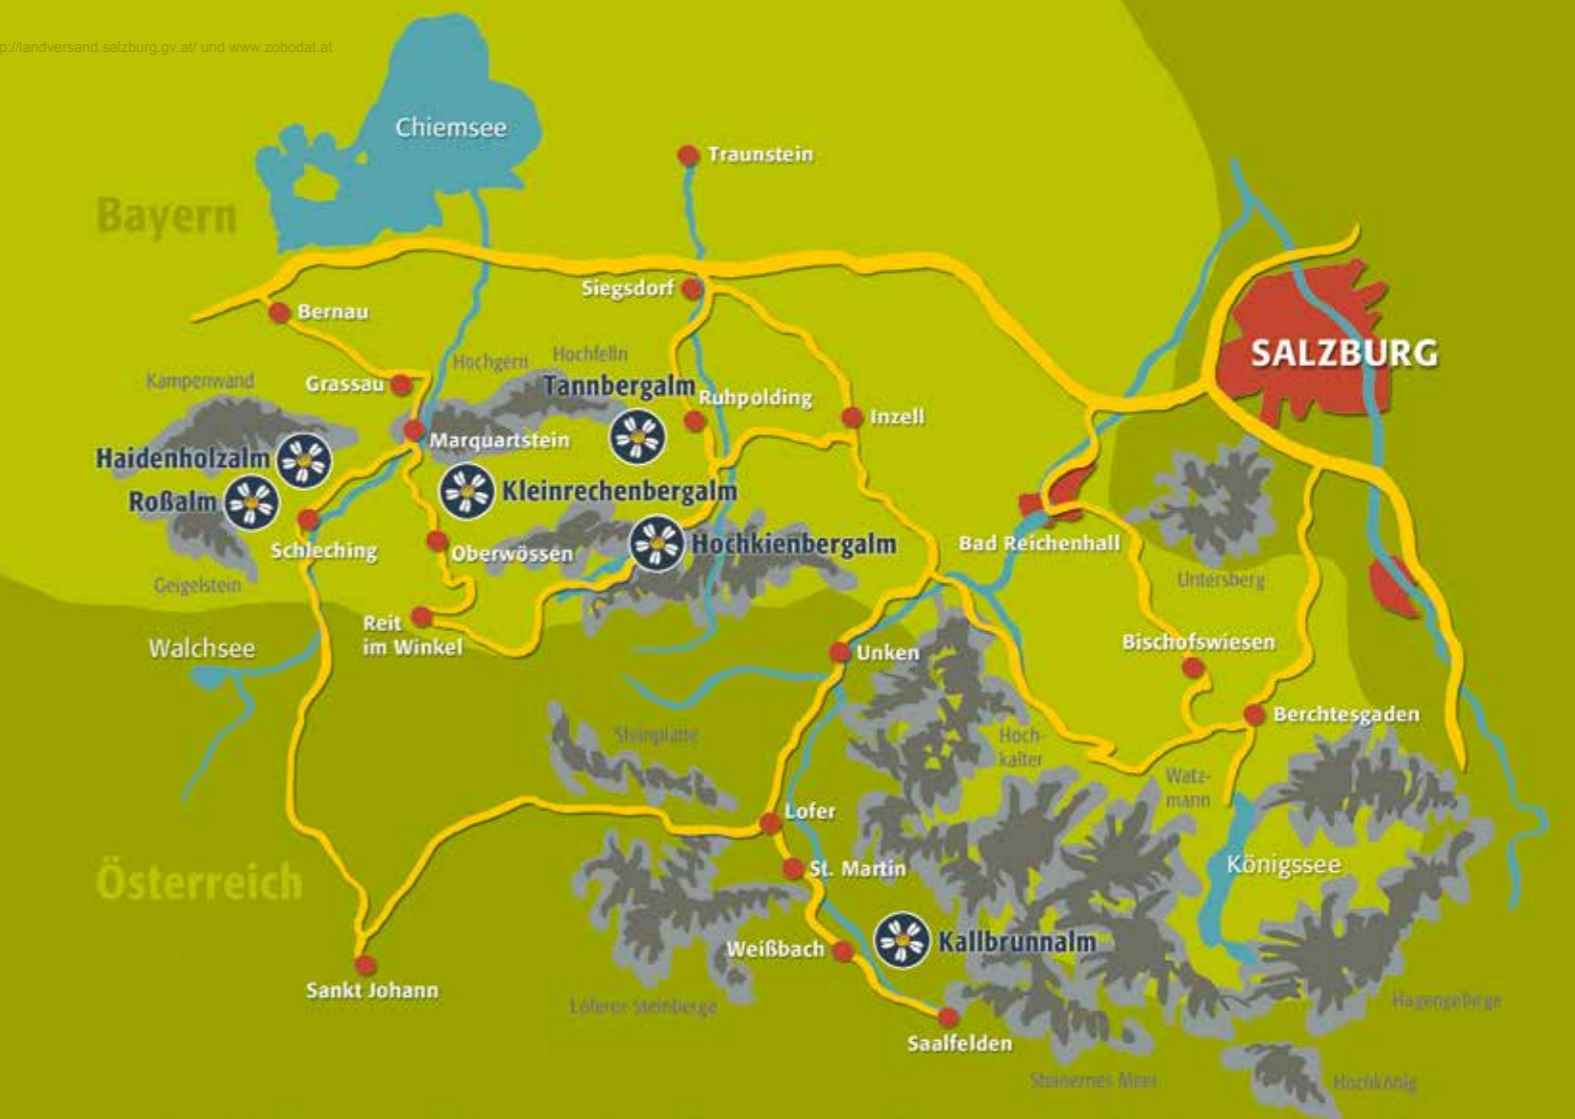 p://landversand.salzburg.gv.at/ und www.zobodat.at
Chiemsee
Traunstein
Bayern
Siegsdorf
Bernau
SALZBURG
Hochgern
Hochfelln
Kampenwand
Grassau
Tannbergalm
Ruhpolding
Inzell
Marquartstein
Haidenholzalm
Roßalm
Kleinrechenbergalm
Schleching
Oberwössen
Hochkienbergalm
Bad Reichenhall
Geigelstein
Untersberg
Reit
im Winkel
Walchsee
Unken
Bischofswiesen
Berchtesgaden
Steinplatte
Hoch-
kalter
Watz-
mann
Lofer
Königssee
St. Martin
Österreich
Weißbach
Kallbrunnalm
Sankt Johann
Loferer Steinberge
Hagengebirge
Saalfelden
Steinernes Meer
Hochkönig